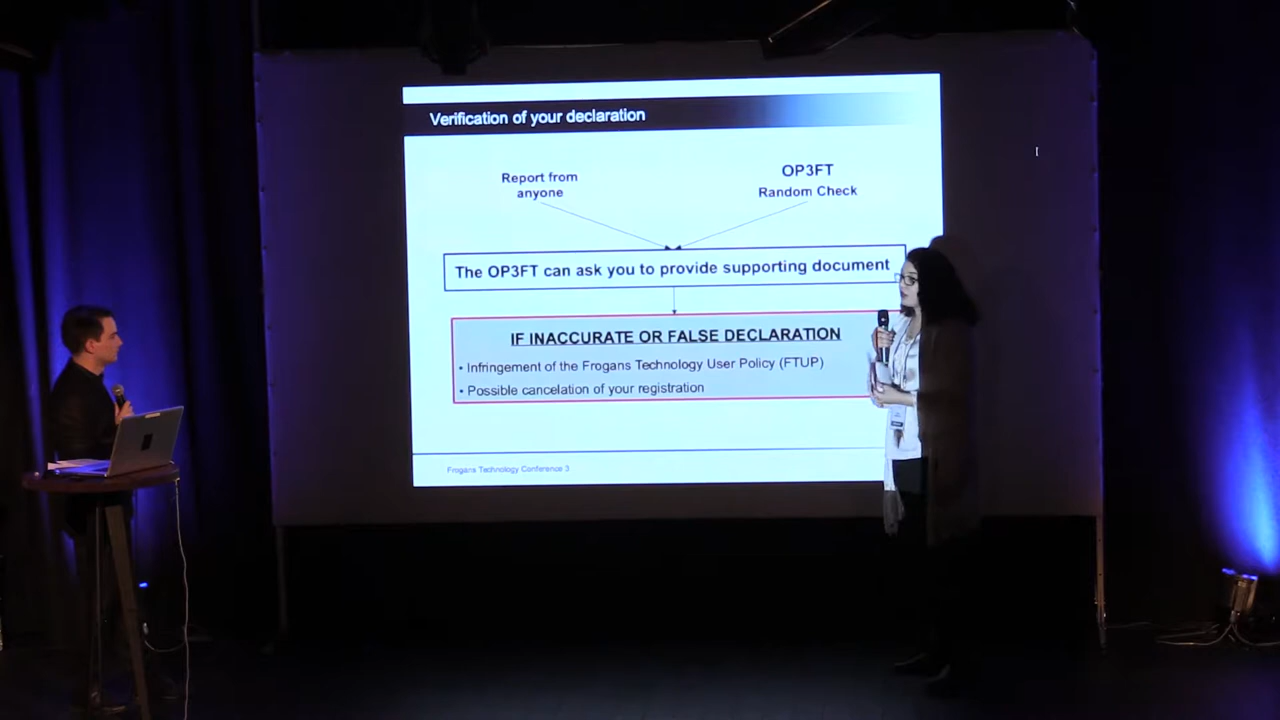 Verification of your declaration
Report from
anyone
OP3FT
Random Check
The OP3FT can ask you to provide supporting document
IF INACCURATE OR FALSE DECLARATION
• Infringement of the Frogans Technology User Policy (FTUP)
• Possible cancelation of your registration
Frogans Technology Conference 3